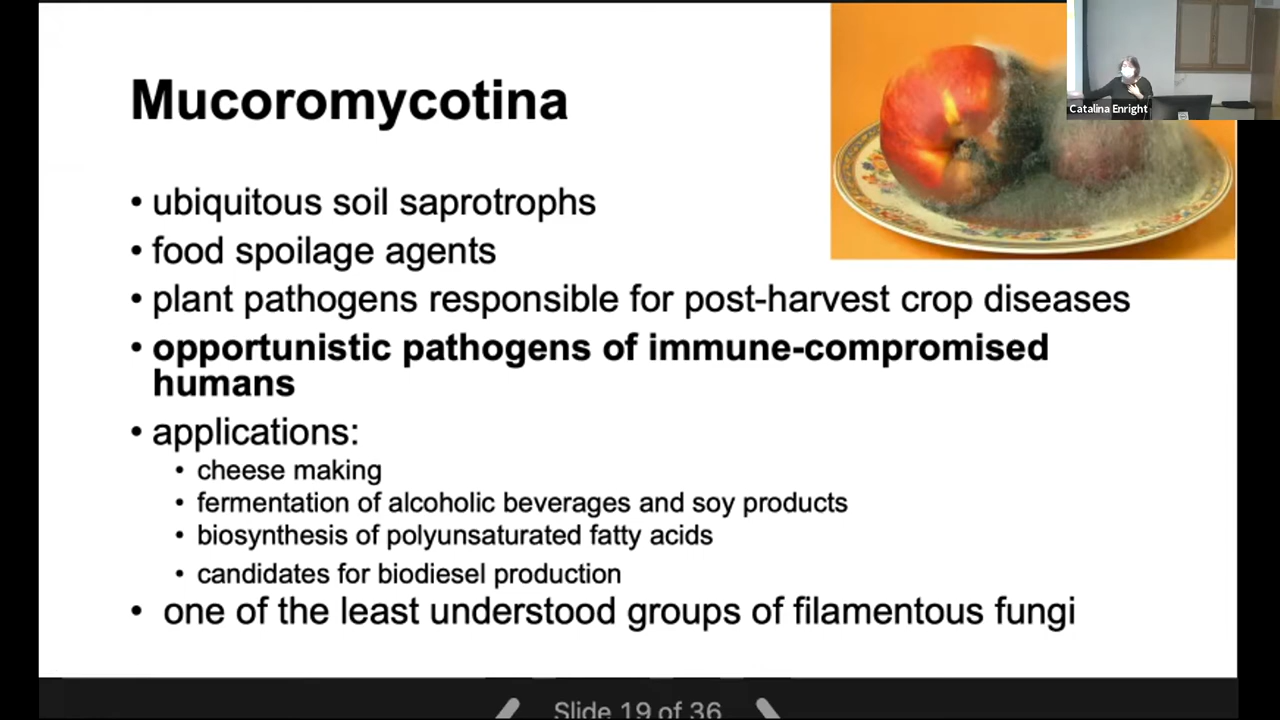 Mucoromycotina
Catalina Enright
• ubiquitous soil saprotrophs
• food spoilage agents
• plant pathogens responsible for post-harvest crop diseases
• opportunistic pathogens of immune-compromised
humans
• applications:
• cheese making
• fermentation of alcoholic beverages and soy products
• biosynthesis of polyunsaturated fatty acids
• candidates for biodiesel production
• one of the least understood groups of filamentous fungi
Slide 19 of 36